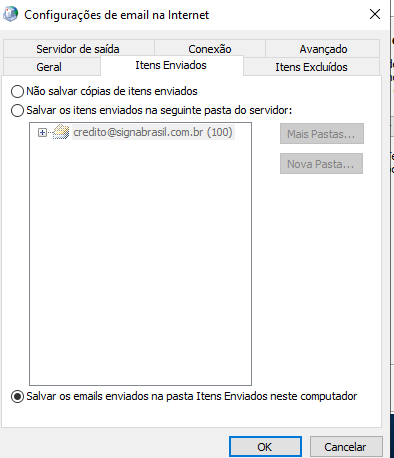 Configurações de email na Internet
Servidor de saída Conexão Avançado
Geral Itens Enviados Itens Excluídos
Não salvar cópias de itens enviados
Salvar os itens enviados na seguinte pasta do servidor:
credito@signabrasil.com.br (100)
Mais Pastas...
Nova Pasta...
Salvar os emails enviados na pasta Itens Enviados neste computador
OK Cancelar